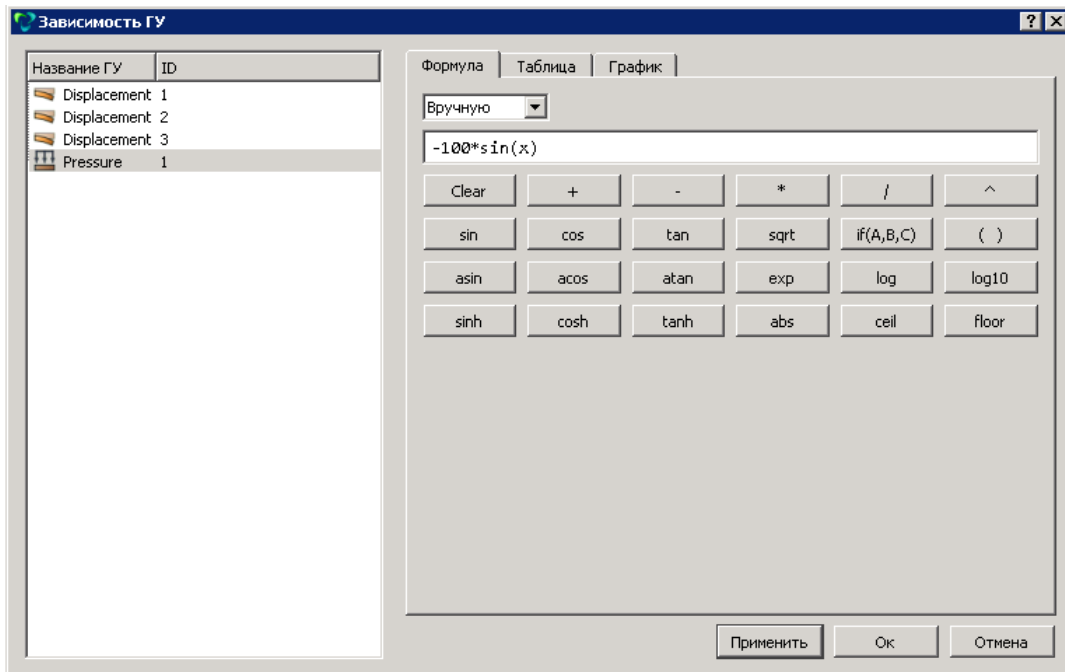 Зависимость ГУ
Название ГУ ID
Displacement 1
Displacement 2
Displacement 3
Pressure 1
Формула Таблица График
Вручную
-100*sin(x)
Clear + - * / ^
sin cos tan sqrt if(A,B,C) ( )
asin acos atan exp log log10
sinh cosh tanh abs ceil floor
Применить Ок Отмена